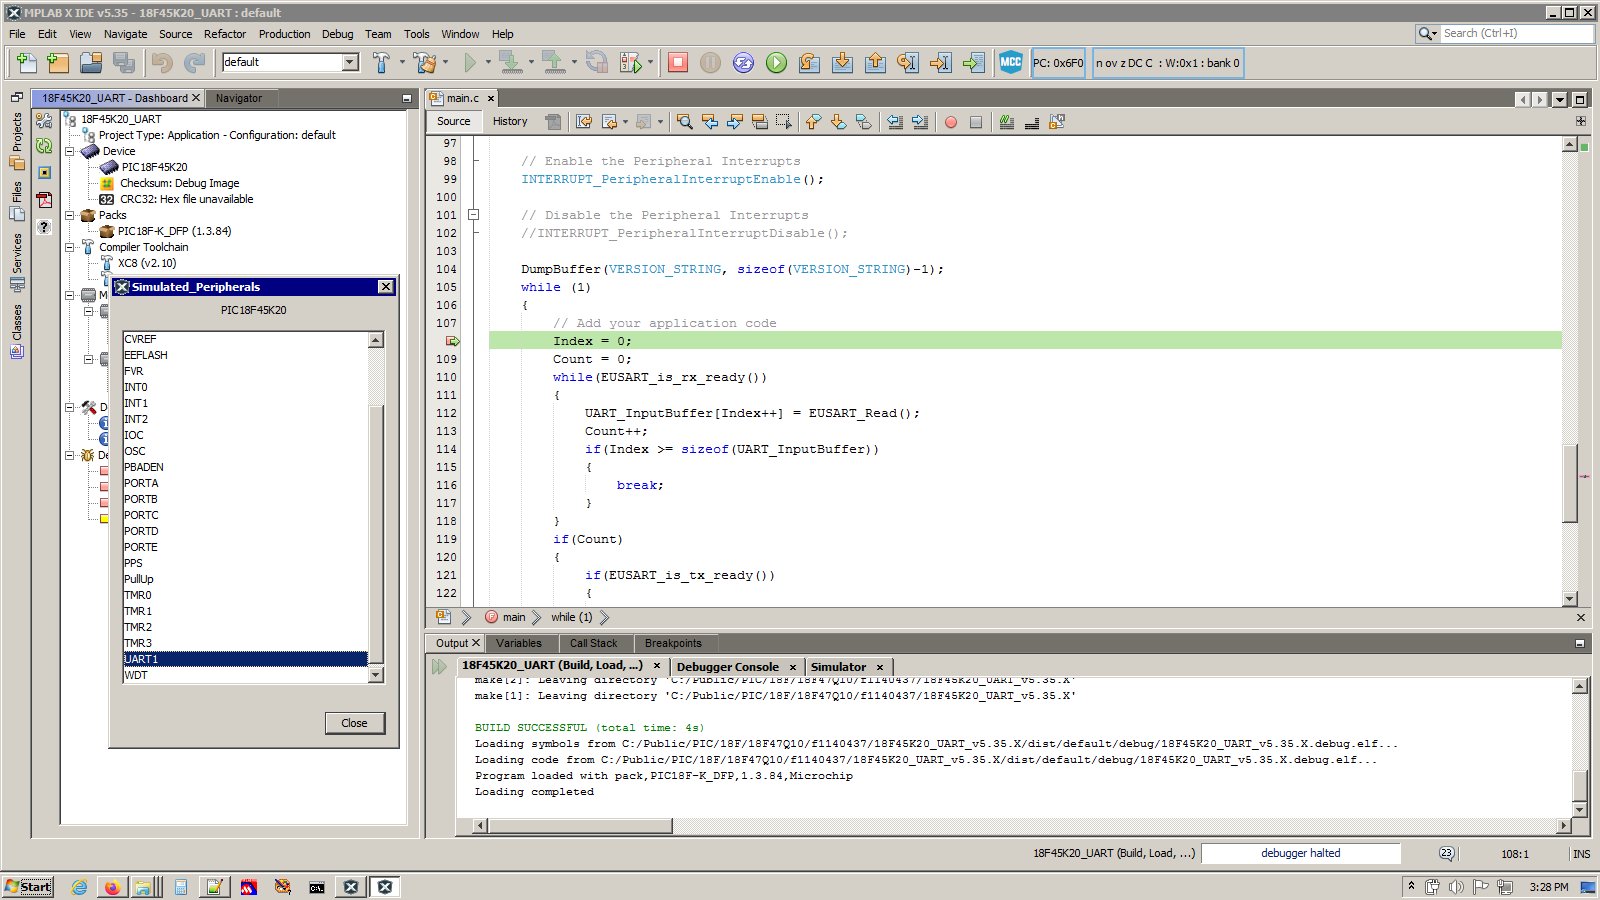 MPLAB X IDE v5.35 - 18F45K20_UART : default
File Edit View Navigate Source Refactor Production Debug Team Tools Window Help
Search (Ctrl+I)
default
MCC
PC: 0x6F0
n ov z DC C : W:0x1 : bank 0
Projects
Files
Services
Classes
18F45K20_UART - Dashboard
Navigator
18F45K20_UART
Project Type: Application - Configuration: default
Device
PIC18F45K20
Checksum: Debug Image
32 CRC32: Hex file unavailable
Packs
PIC18F-K_DFP (1.3.84)
Compiler Toolchain
XC8 (v2.10)
M
D
De
Simulated_Peripherals
PIC18F45K20
CVREF
EEFLASH
FVR
INT0
INT1
INT2
IOC
OSC
PBADEN
PORTA
PORTB
PORTC
PORTD
PORTE
PPS
PullUp
TMR0
TMR1
TMR2
TMR3
UART1
WDT
Close
main.c
Source History
97
98 // Enable the Peripheral Interrupts
99 INTERRUPT_PeripheralInterruptEnable();
100
101 // Disable the Peripheral Interrupts
102 //INTERRUPT_PeripheralInterruptDisable();
103
104 DumpBuffer(VERSION_STRING, sizeof(VERSION_STRING)-1);
105 while (1)
106 {
107 // Add your application code
Index = 0;
109 Count = 0;
110 while(EUSART_is_rx_ready())
111 {
112 UART_InputBuffer[Index++] = EUSART_Read();
113 Count++;
114 if(Index >= sizeof(UART_InputBuffer))
115 {
116 break;
117 }
118 }
119 if(Count)
120 {
121 if(EUSART_is_tx_ready())
122 {
main while (1)
Output Variables Call Stack Breakpoints
18F45K20_UART (Build, Load, ...) Debugger Console Simulator
make[2]: Leaving directory 'C:/Public/PIC/18F/18F47Q10/f1140437/18F45K20_UART_v5.35.X'
make[1]: Leaving directory 'C:/Public/PIC/18F/18F47Q10/f1140437/18F45K20_UART_v5.35.X'
BUILD SUCCESSFUL (total time: 4s)
Loading symbols from C:/Public/PIC/18F/18F47Q10/f1140437/18F45K20_UART_v5.35.X/dist/default/debug/18F45K20_UART_v5.35.X.debug.elf...
Loading code from C:/Public/PIC/18F/18F47Q10/f1140437/18F45K20_UART_v5.35.X/dist/default/debug/18F45K20_UART_v5.35.X.debug.elf...
Program loaded with pack,PIC18F-K_DFP,1.3.84,Microchip
Loading completed
18F45K20_UART (Build, Load, ...)
debugger halted
23
108:1
INS
Start
3:28 PM